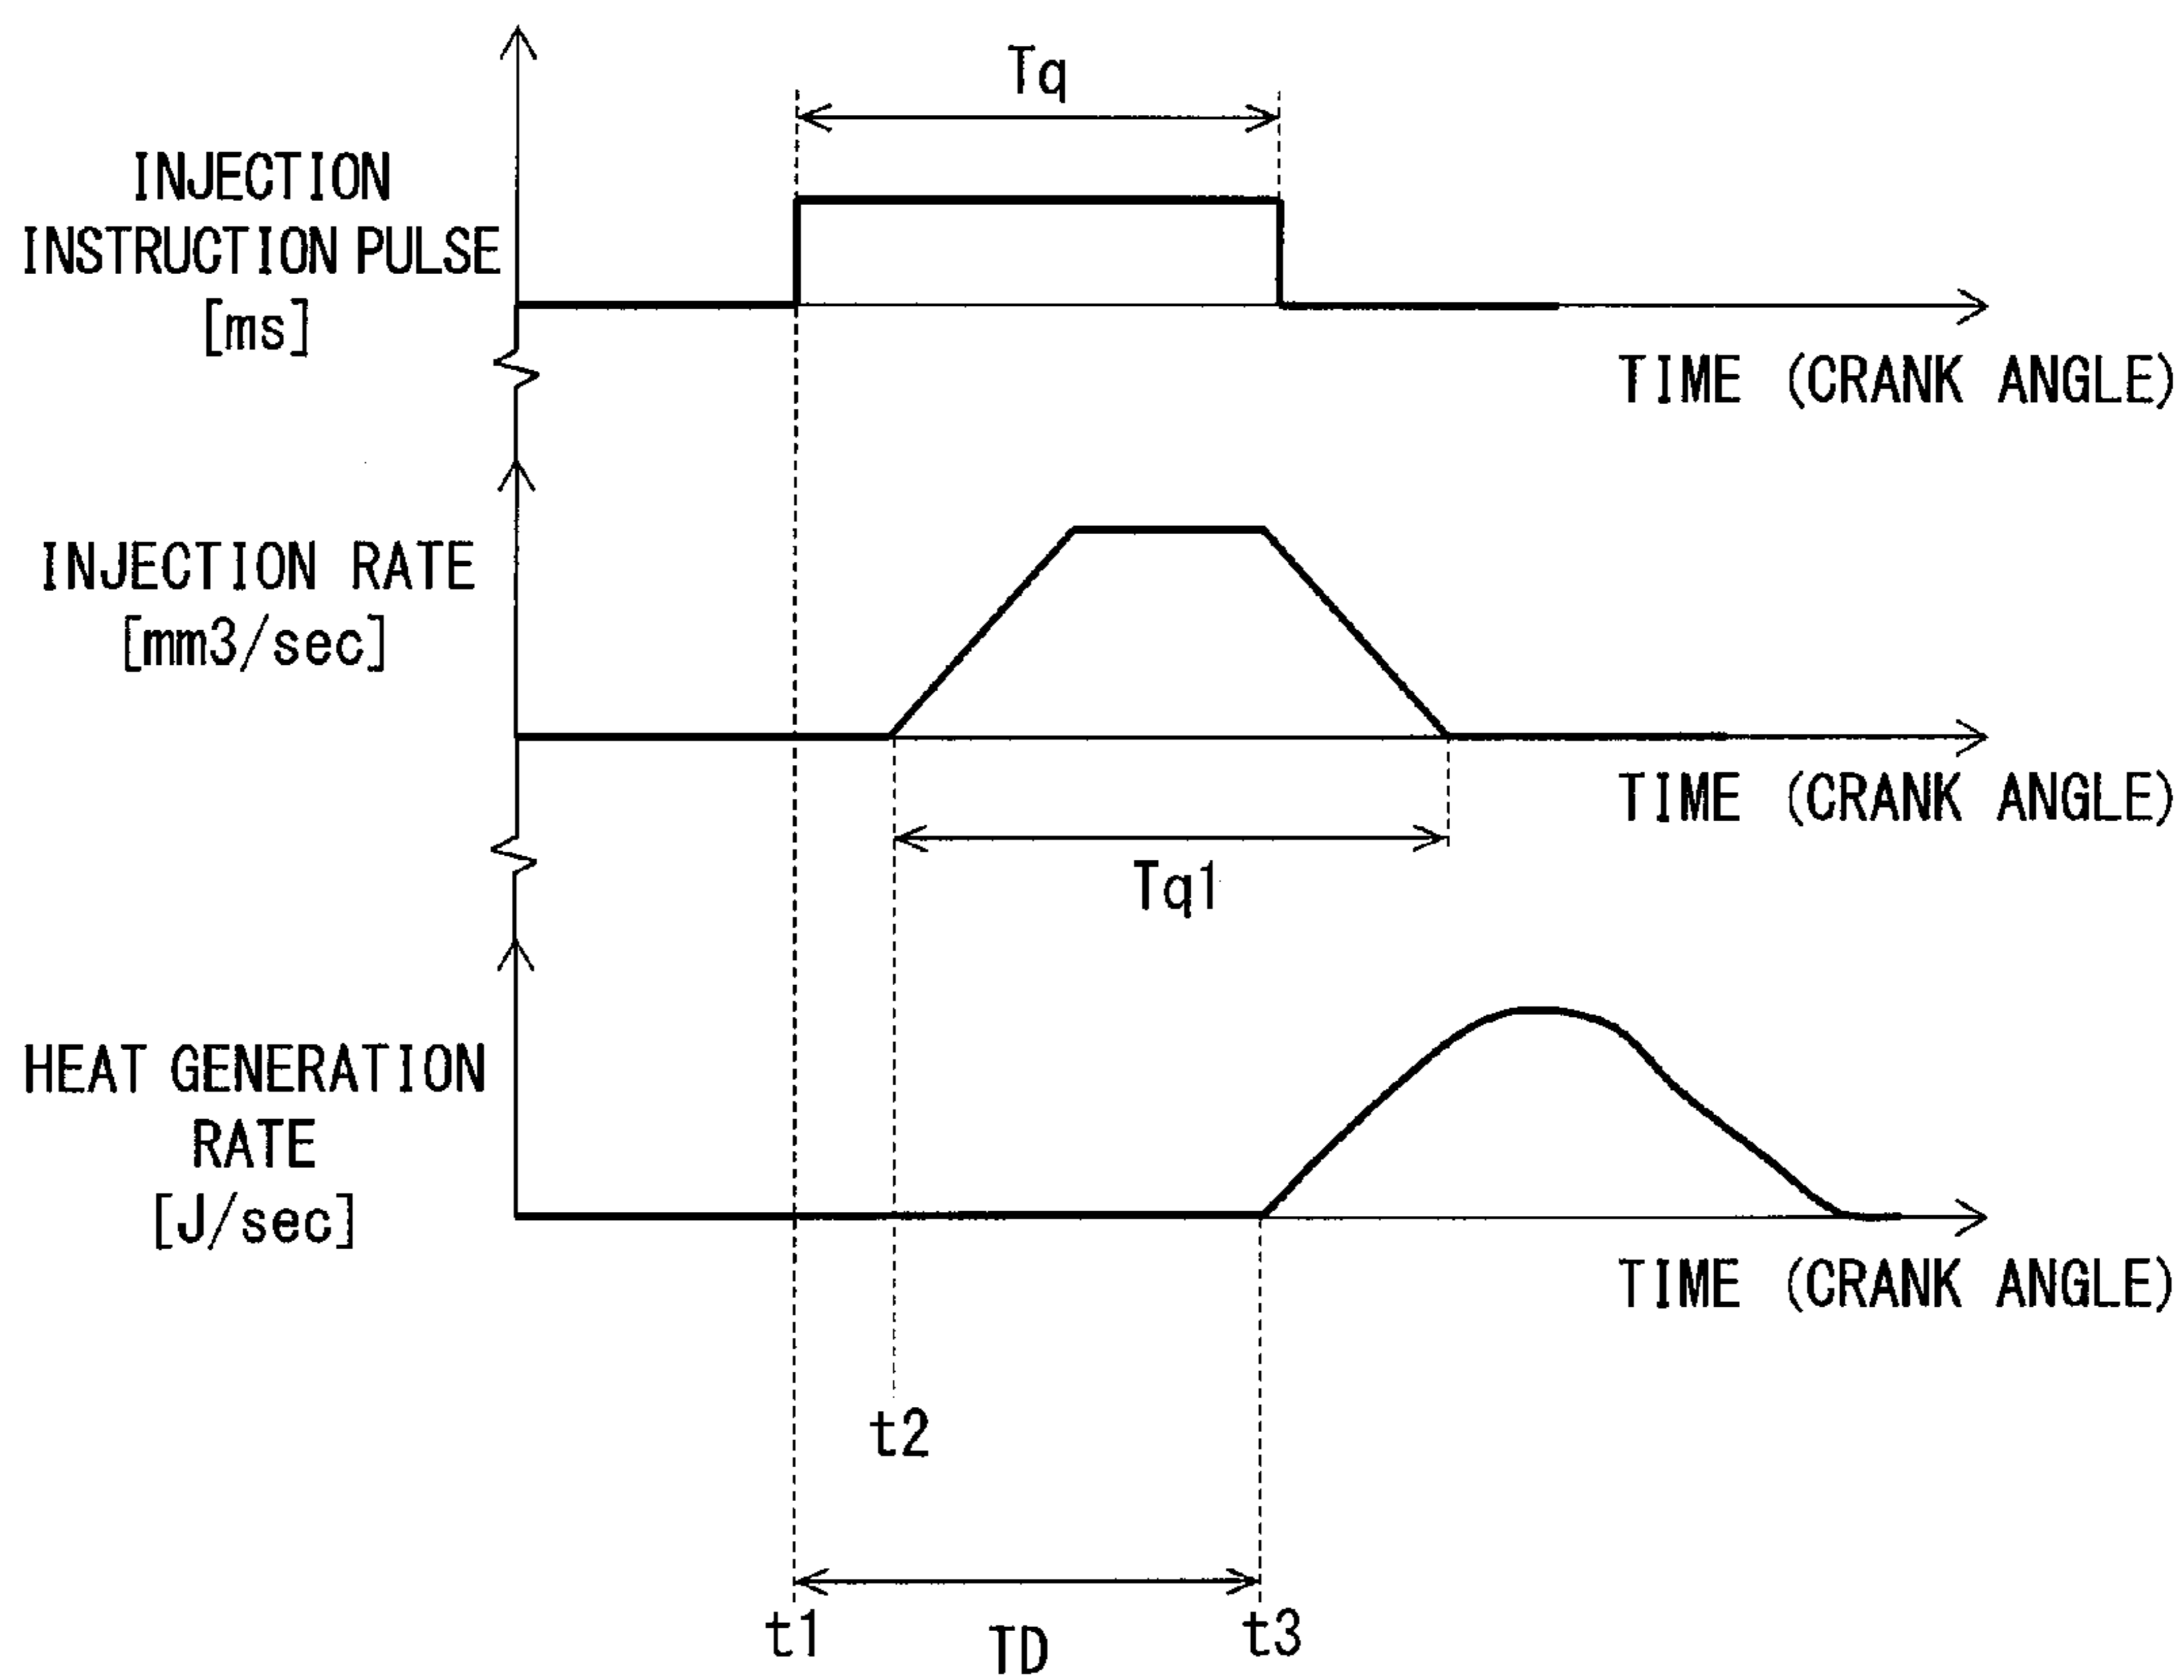 Tq
INJECTION
INSTRUCTION PULSE
[ms]
TIME (CRANK ANGLE)
INJECTION RATE
[mm3/sec]
TIME (CRANK ANGLE)
Tq1
HEAT GENERATION
RATE
[J/sec]
TIME (CRANK ANGLE)
t2
t1
TD
t3